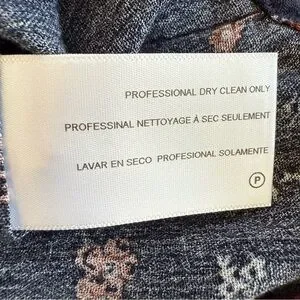 PROFESSIONAL DRY CLEAN ONLY
PROFESSINAL NETTOYAGE À SEC SEULEMENT
LAVAR EN SECO PROFESIONAL SOLAMENTE
P